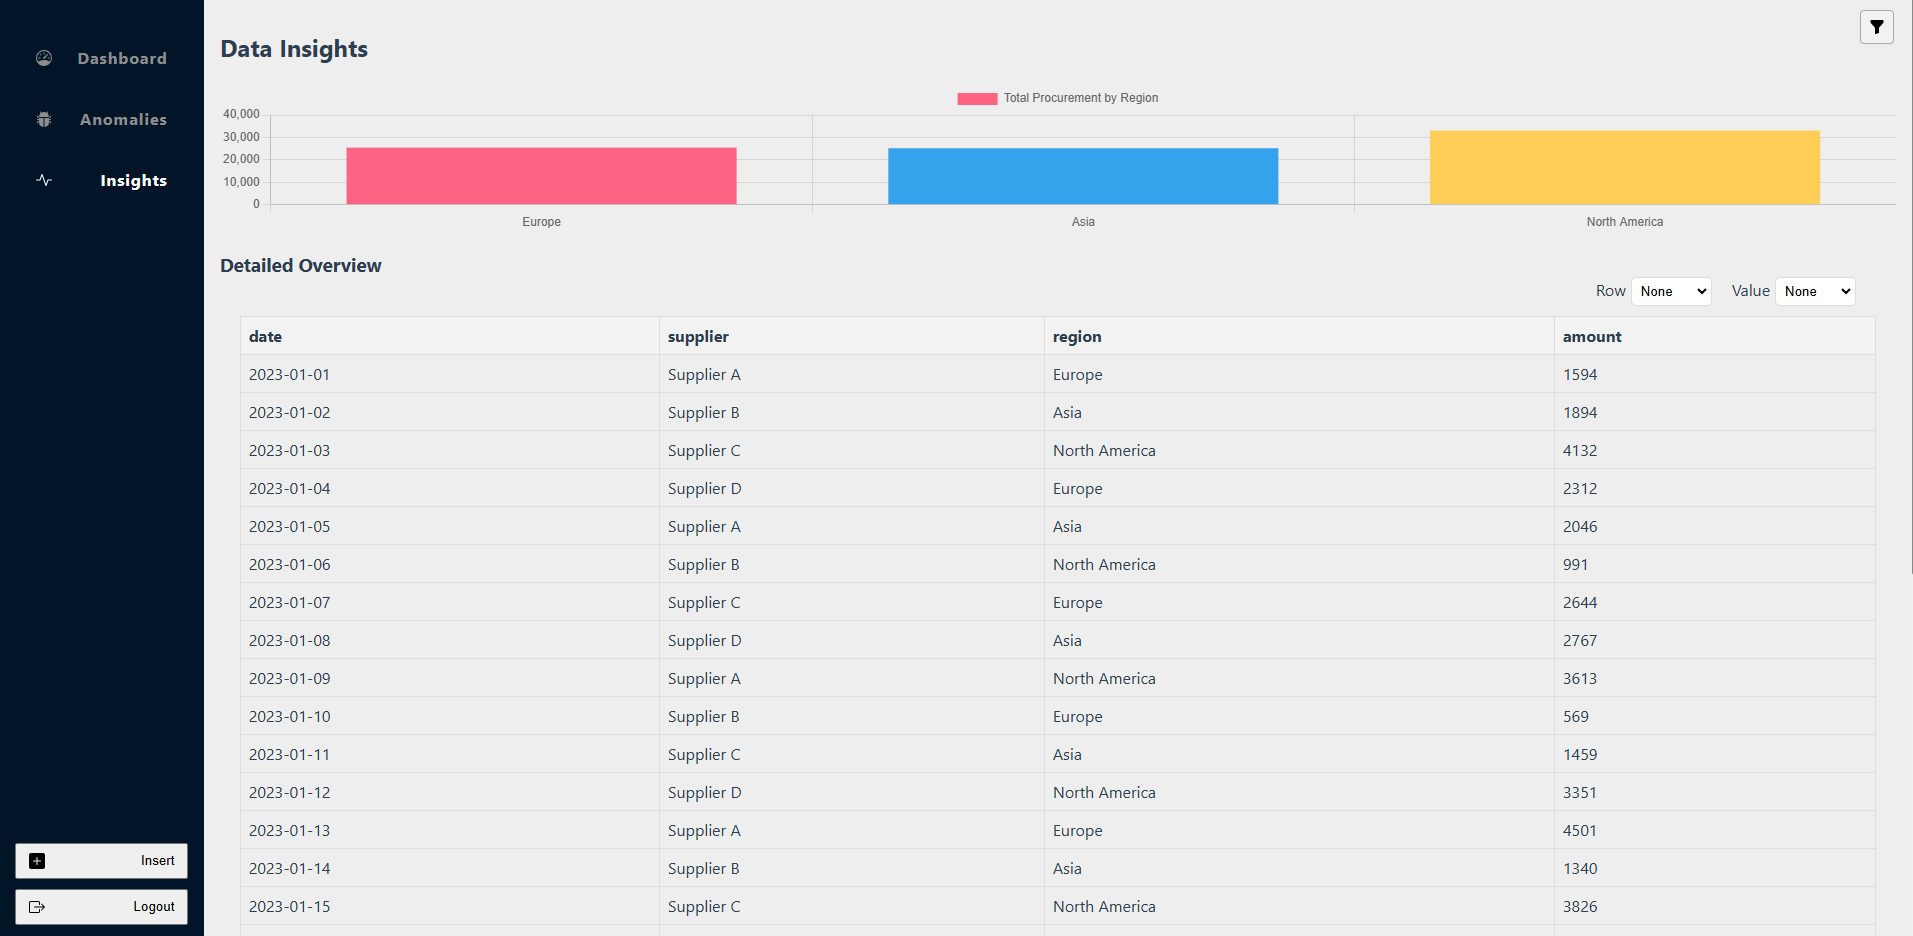 Dashboard
Anomalies
Insights
Insert
Logout
Data Insights
Total Procurement by Region
40,000
30,000
20,000
10,000
0
Europe Asia North America
Detailed Overview
Row None Value None
date supplier region amount
2023-01-01 Supplier A Europe 1594
2023-01-02 Supplier B Asia 1894
2023-01-03 Supplier C North America 4132
2023-01-04 Supplier D Europe 2312
2023-01-05 Supplier A Asia 2046
2023-01-06 Supplier B North America 991
2023-01-07 Supplier C Europe 2644
2023-01-08 Supplier D Asia 2767
2023-01-09 Supplier A North America 3613
2023-01-10 Supplier B Europe 569
2023-01-11 Supplier C Asia 1459
2023-01-12 Supplier D North America 3351
2023-01-13 Supplier A Europe 4501
2023-01-14 Supplier B Asia 1340
2023-01-15 Supplier C North America 3826